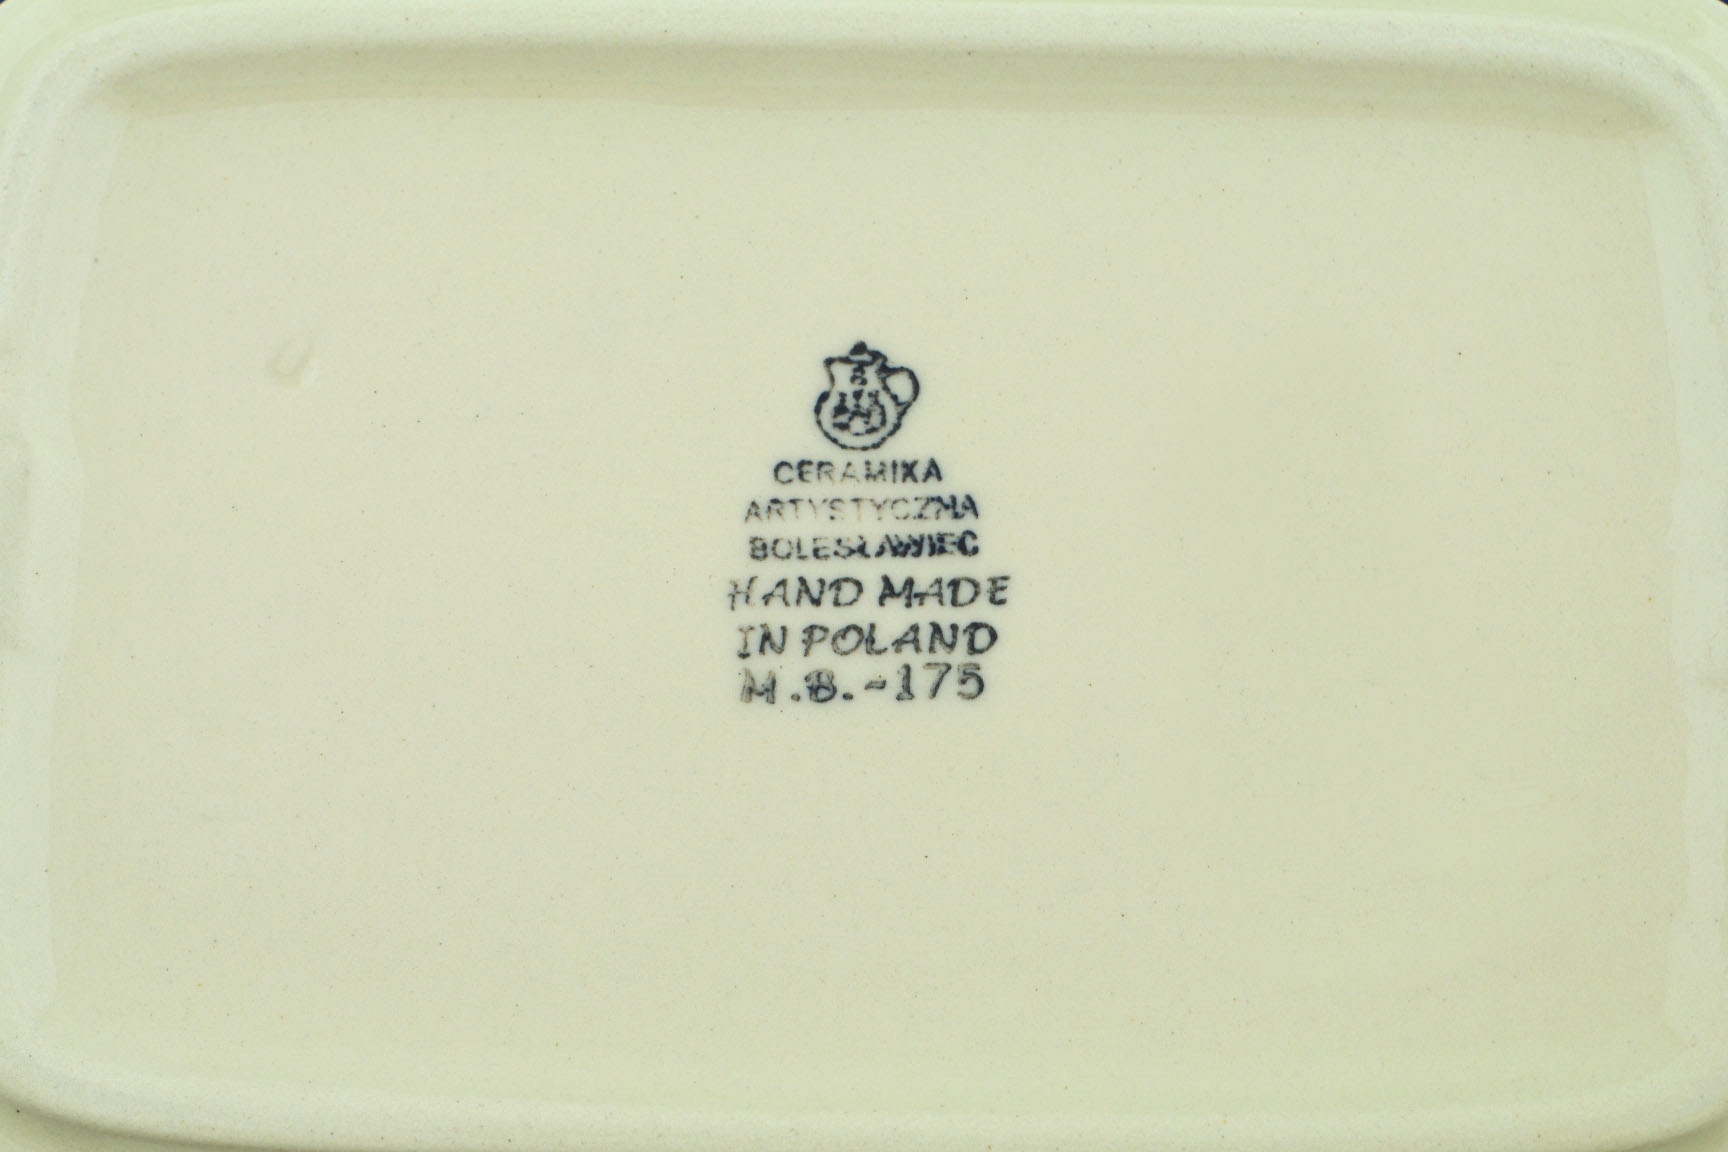 CERAMIKA
ARTYSTYCZNA
BOLESŁAWIEC
HAND MADE
IN POLAND
M.B.-175